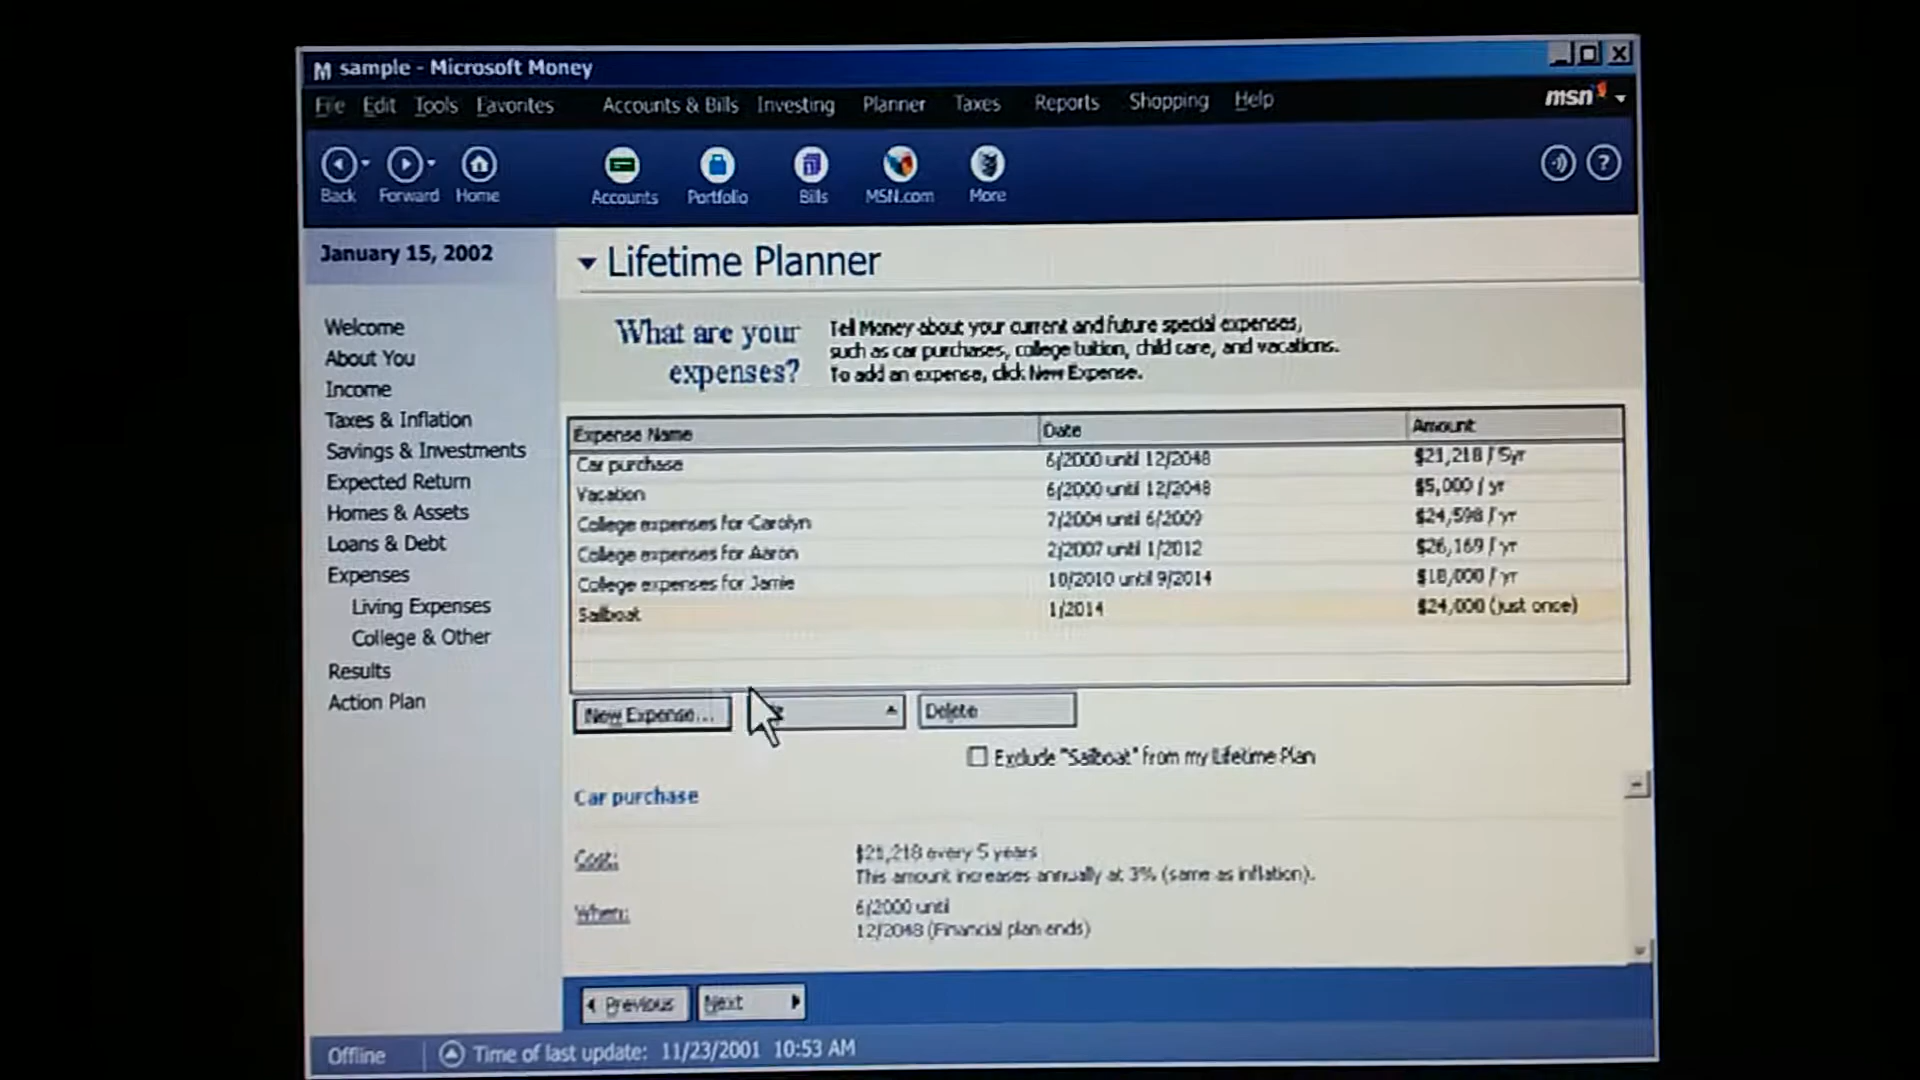 sample - Microsoft Money
File Edit Tools Favorites Accounts & Bills Investing Planner Taxes Reports Shopping Help msn
Back Forward Home Accounts Portfolio Bills MSN.com More
January 15, 2002
Lifetime Planner
Welcome
About You
Income
Taxes & Inflation
Savings & Investments
Expected Return
Homes & Assets
Loans & Debt
Expenses
Living Expenses
College & Other
Results
Action Plan
What are your
expenses?
Tell Money about your current and future special expenses,
such as car purchases, college tuition, child care, and vacations.
To add an expense, click New Expense.
Expense Name Date Amount
Car purchase 6/2000 until 12/2048 $21,218 / 5yr
Vacation 6/2000 until 12/2048 $5,000 / yr
College expenses for Carolyn 7/2004 until 6/2009 $24,598 / yr
College expenses for Aaron 2/2007 until 1/2012 $26,169 / yr
College expenses for Jamie 10/2010 until 9/2014 $18,000 / yr
Sailboat 1/2014 $24,000 (just once)
New Expense... Delete
Exclude "Sailboat" from my Lifetime Plan
Car purchase
Cost: $21,218 every 5 years
This amount increases annually at 3% (same as inflation).
When: 6/2000 until
12/2048 (Financial plan ends)
Previous Next
Offline Time of last update: 11/23/2001 10:53 AM